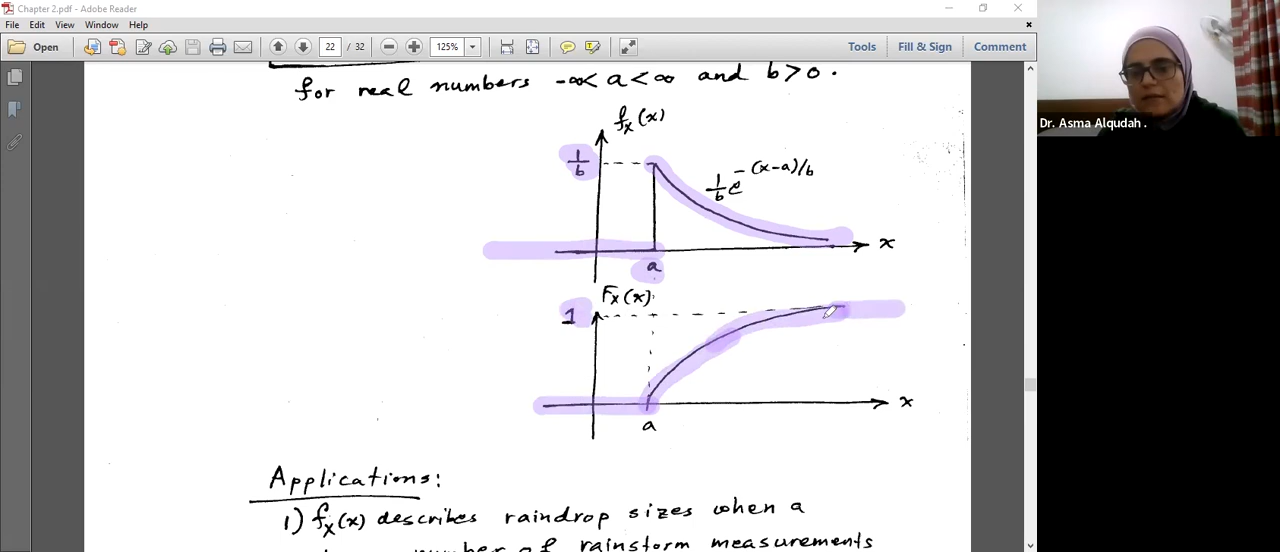 Chapter 2.pdf - Adobe Reader
File Edit View Window Help
Open 22 / 32 125% Tools Fill & Sign Comment
for real numbers -∞< a < ∞ and b > 0 .
fx(x)
1/b
1/b e^-(x-a)/b
x
a
Fx(x)
1
x
a
Applications:
1) fx(x) describes raindrop sizes when a
number of rainstorm measurements
Dr. Asma Alqudah .